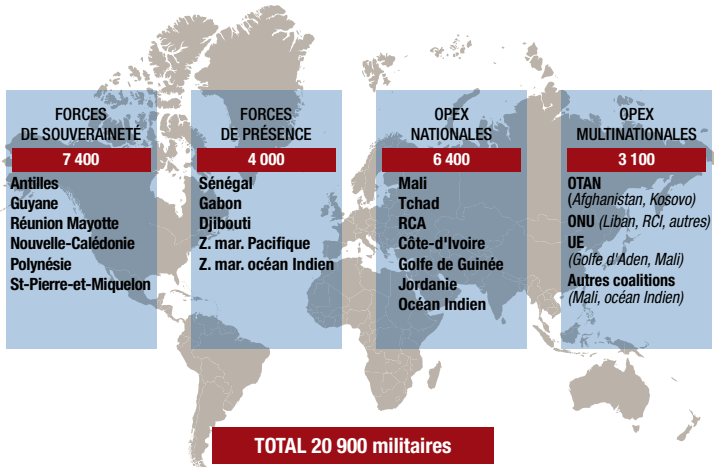 FORCES
DE SOUVERAINETÉ
7 400
Antilles
Guyane
Réunion Mayotte
Nouvelle-Calédonie
Polynésie
St-Pierre-et-Miquelon
FORCES
DE PRÉSENCE
4 000
Sénégal
Gabon
Djibouti
Z. mar. Pacifique
Z. mar. océan Indien
OPEX
NATIONALES
6 400
Mali
Tchad
RCA
Côte-d'Ivoire
Golfe de Guinée
Jordanie
Océan Indien
OPEX
MULTINATIONALES
3 100
OTAN
(Afghanistan, Kosovo)
ONU (Liban, RCI, autres)
UE
(Golfe d'Aden, Mali)
Autres coalitions
(Mali, océan Indien)
TOTAL 20 900 militaires